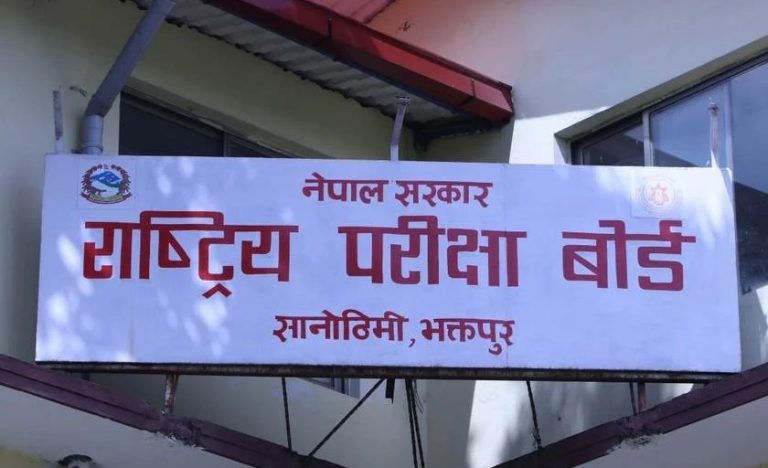 नेपाल सरकार
राष्ट्रिय परीक्षा बोर्ड
सानोठिमी, भक्तपुर